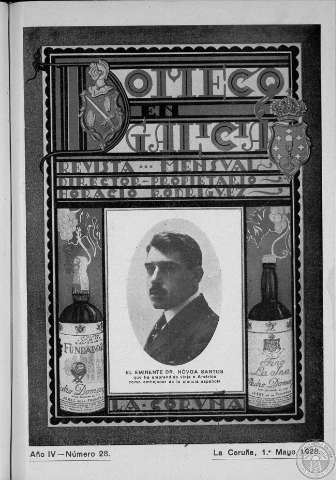 DOMECQ
EN
GALICIA
REVISTA MENSUAL
DIRECTOR-PROPIETARIO
HORACIO RODRIGUEZ
EL EMINENTE DR. NÓVOA SANTOS
que ha emprendido viaje a América
como embajador de la ciencia española
FUNDADOR
Pedro Domecq
Fino
La Ina
Pedro Domecq
LA CORUÑA
Año IV—Número 28.
La Coruña, 1.º Mayo 1928.